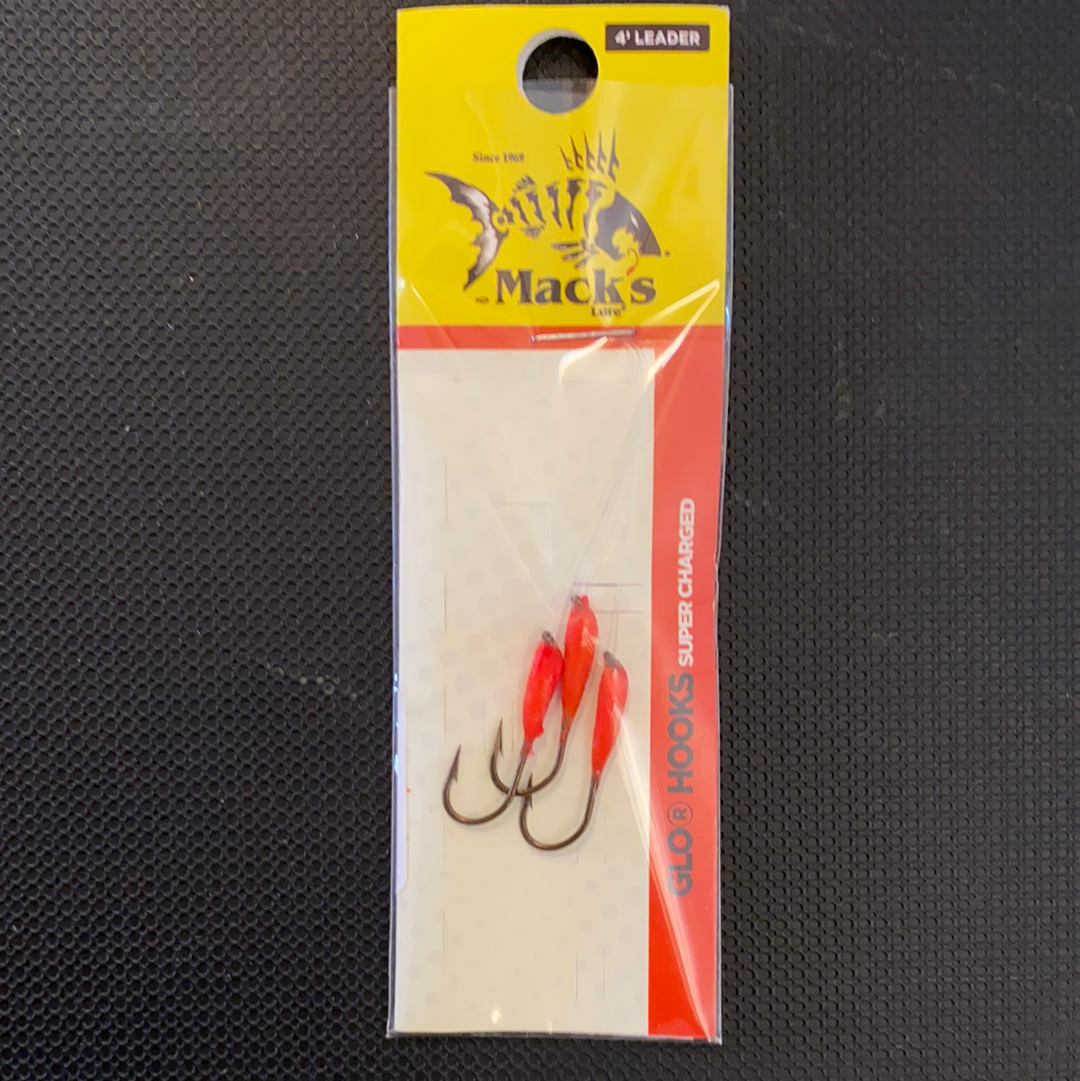 4' LEADER
Since 1969
Mack's
Lure®
GLO® HOOKS SUPER CHARGED